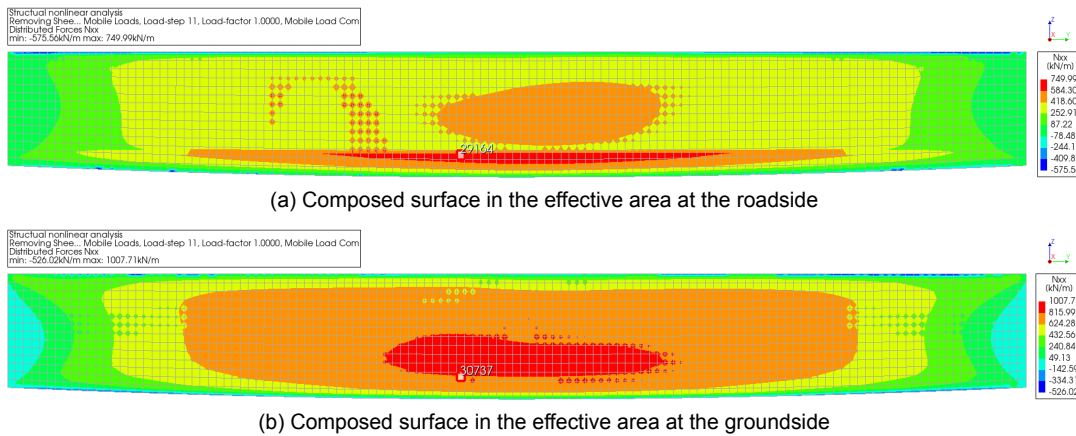 Structual nonlinear analysis
Removing Shee... Mobile Loads, Load-step 11, Load-factor 1.0000, Mobile Load Com
Distributed Forces Nxx
min: -575.56kN/m max: 749.99kN/m
Z
X Y
Nxx
(kN/m)
749.99
584.30
418.60
252.91
87.22
-78.48
-244.1
-409.8
-575.5
29164
(a) Composed surface in the effective area at the roadside
Structual nonlinear analysis
Removing Shee... Mobile Loads, Load-step 11, Load-factor 1.0000, Mobile Load Com
Distributed Forces Nxx
min: -526.02kN/m max: 1007.71kN/m
Z
X Y
Nxx
(kN/m)
1007.7
815.99
624.28
432.56
240.84
49.13
-142.59
-334.31
-526.02
30737
(b) Composed surface in the effective area at the groundside